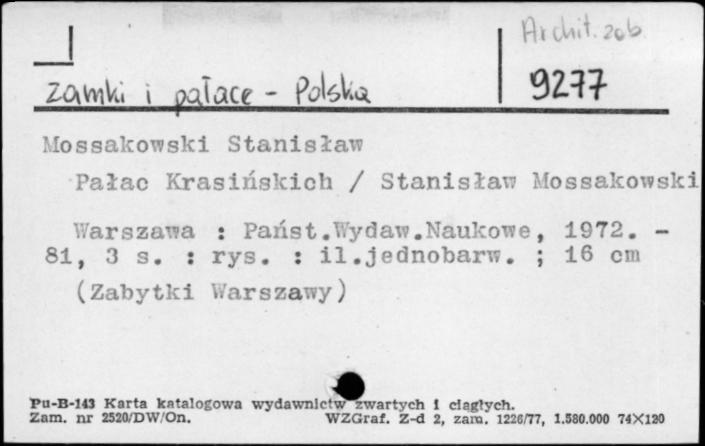 Archit. zob.
zamki i pałace - Polska
9277
Mossakowski Stanisław
Pałac Krasińskich / Stanisław Mossakowski
Warszawa : Państ.Wydaw.Naukowe, 1972. -
81, 3 s. : rys. : il.jednobarw. ; 16 cm
(Zabytki Warszawy)
Pu-B-143 Karta katalogowa wydawnictw zwartych i ciągłych.
Zam. nr 2520/DW/On. WZGraf. Z-d 2, zam. 1226/77, 1.580.000 74X120